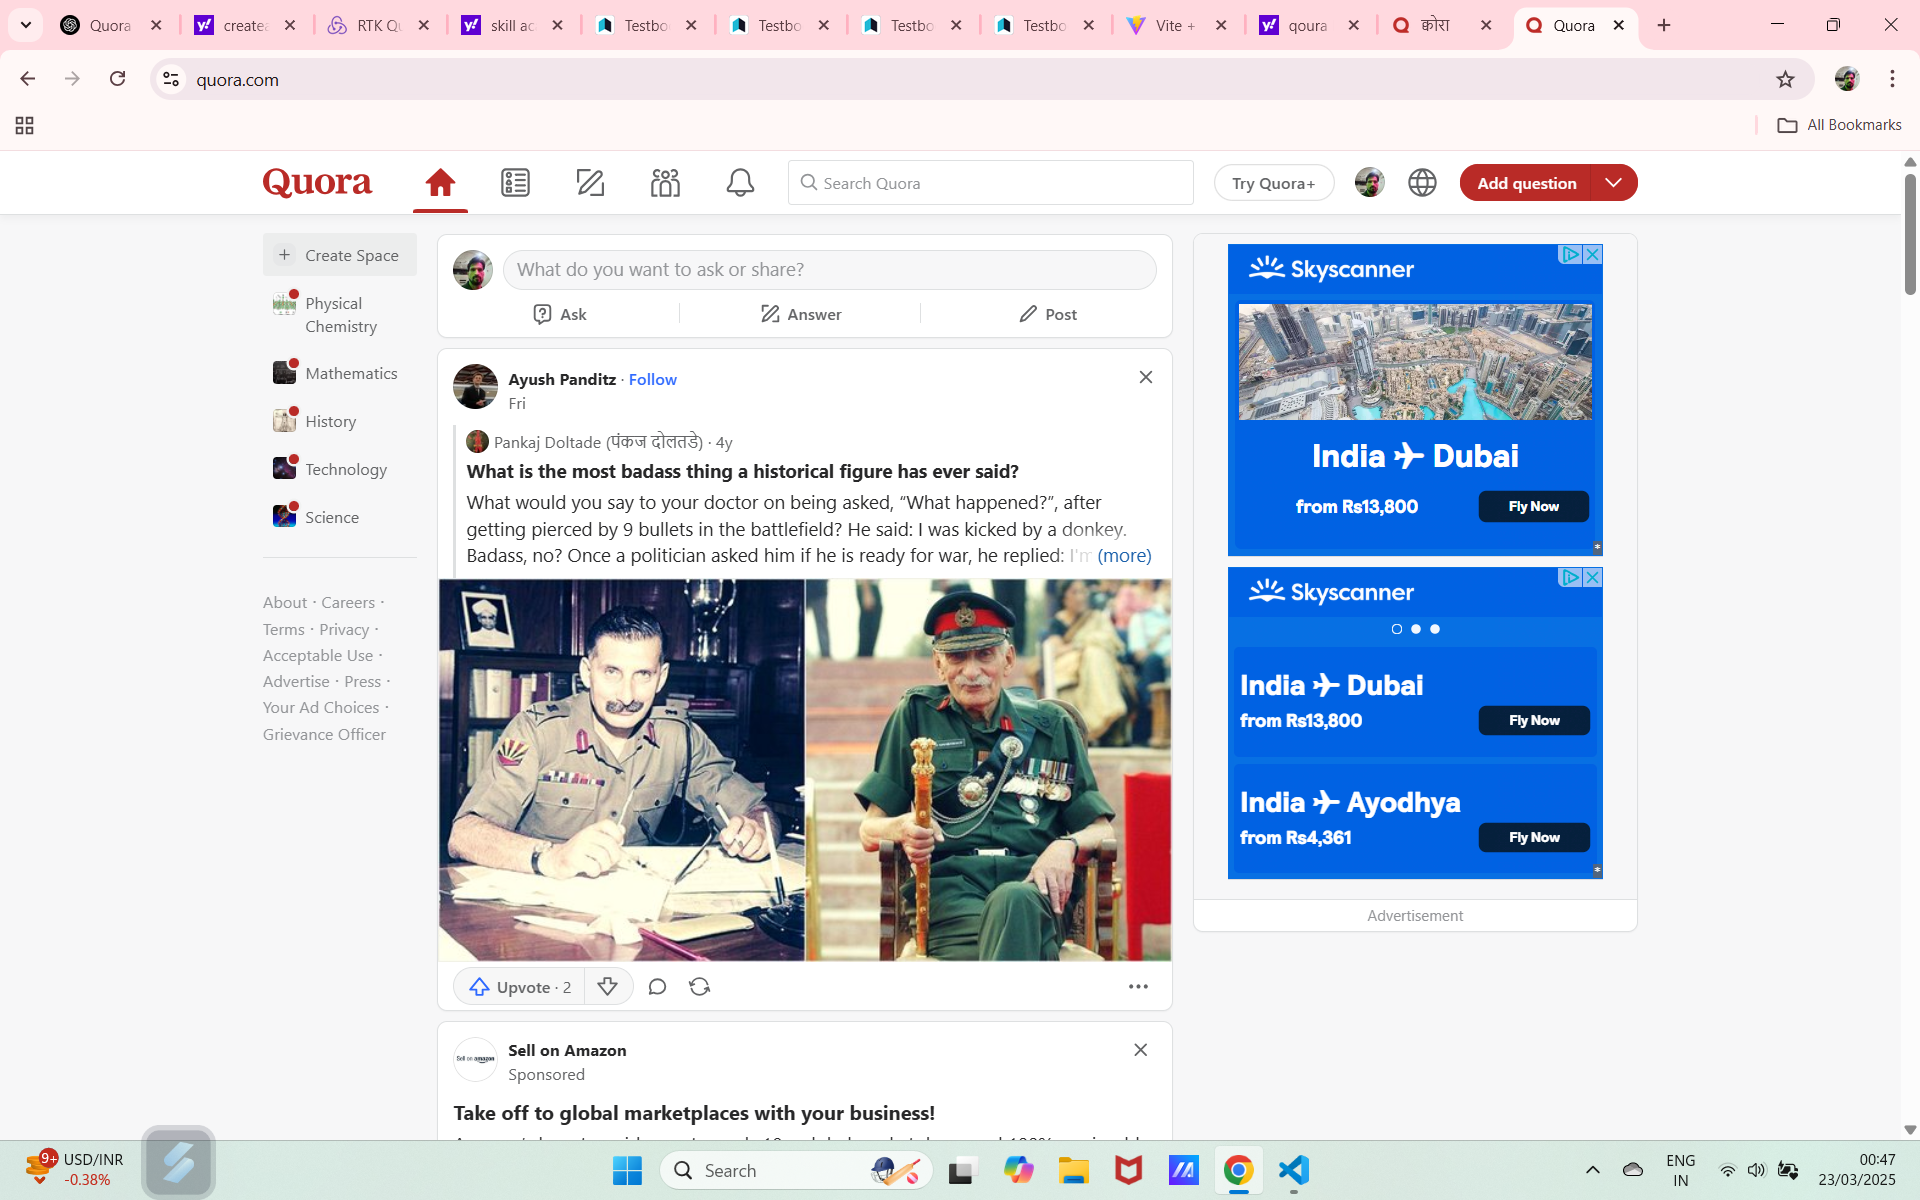 Quora
createa
RTK Qu
skill ac
Testbo
Testbo
Testbo
Testbo
Vite +
qoura
क्वोरा
Quora
quora.com
All Bookmarks
Quora
Search Quora
Try Quora+
Add question
Create Space
Physical
Chemistry
Mathematics
History
Technology
Science
About · Careers ·
Terms · Privacy ·
Acceptable Use ·
Advertise · Press ·
Your Ad Choices ·
Grievance Officer
What do you want to ask or share?
Ask
Answer
Post
Ayush Panditz · Follow
Fri
Pankaj Doltade (पंकज दोलतडे) · 4y
What is the most badass thing a historical figure has ever said?
What would you say to your doctor on being asked, “What happened?”, after
getting pierced by 9 bullets in the battlefield? He said: I was kicked by a donkey.
Badass, no? Once a politician asked him if he is ready for war, he replied: I'm (more)
Upvote · 2
Sell on amazon
Sell on Amazon
Sponsored
Take off to global marketplaces with your business!
Skyscanner
India Dubai
from Rs13,800
Fly Now
Skyscanner
India Dubai
from Rs13,800
Fly Now
India Ayodhya
from Rs4,361
Fly Now
Advertisement
9+
USD/INR
-0.38%
Search
ENG
IN
00:47
23/03/2025